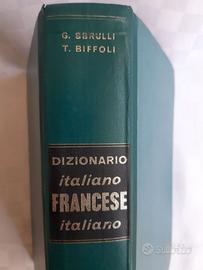 G. SBRULLI
T. BIFFOLI
DIZIONARIO
italiano
FRANCESE
italiano
subito